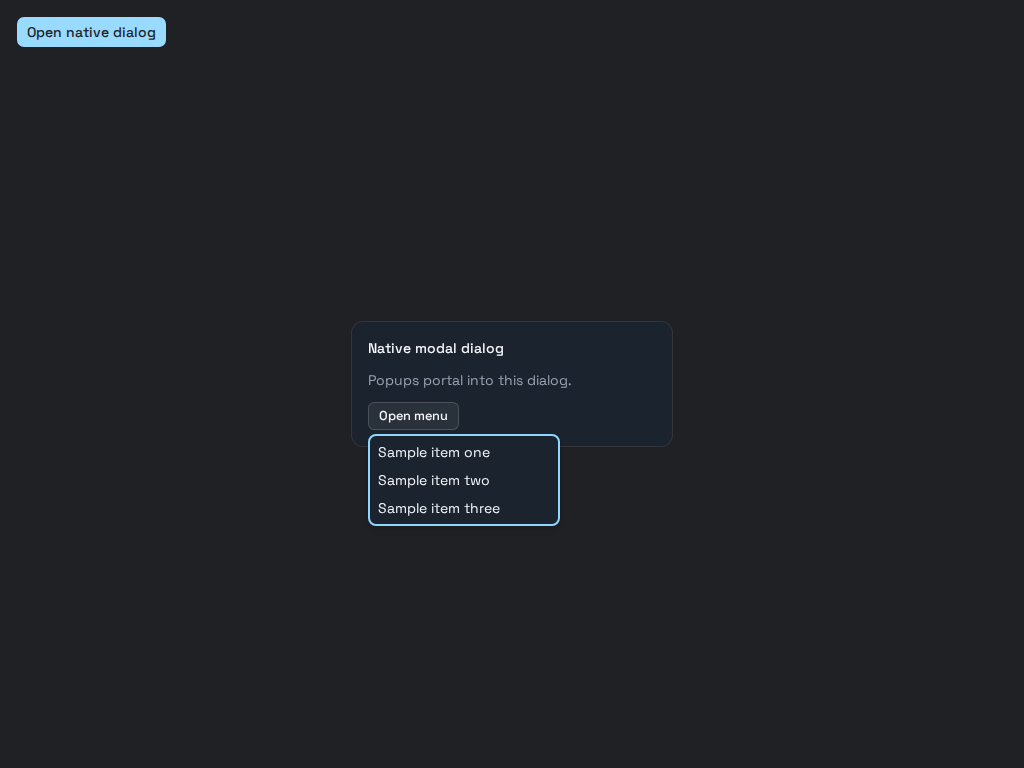 Open native dialog
Native modal dialog
Popups portal into this dialog.
Open menu
Sample item one
Sample item two
Sample item three